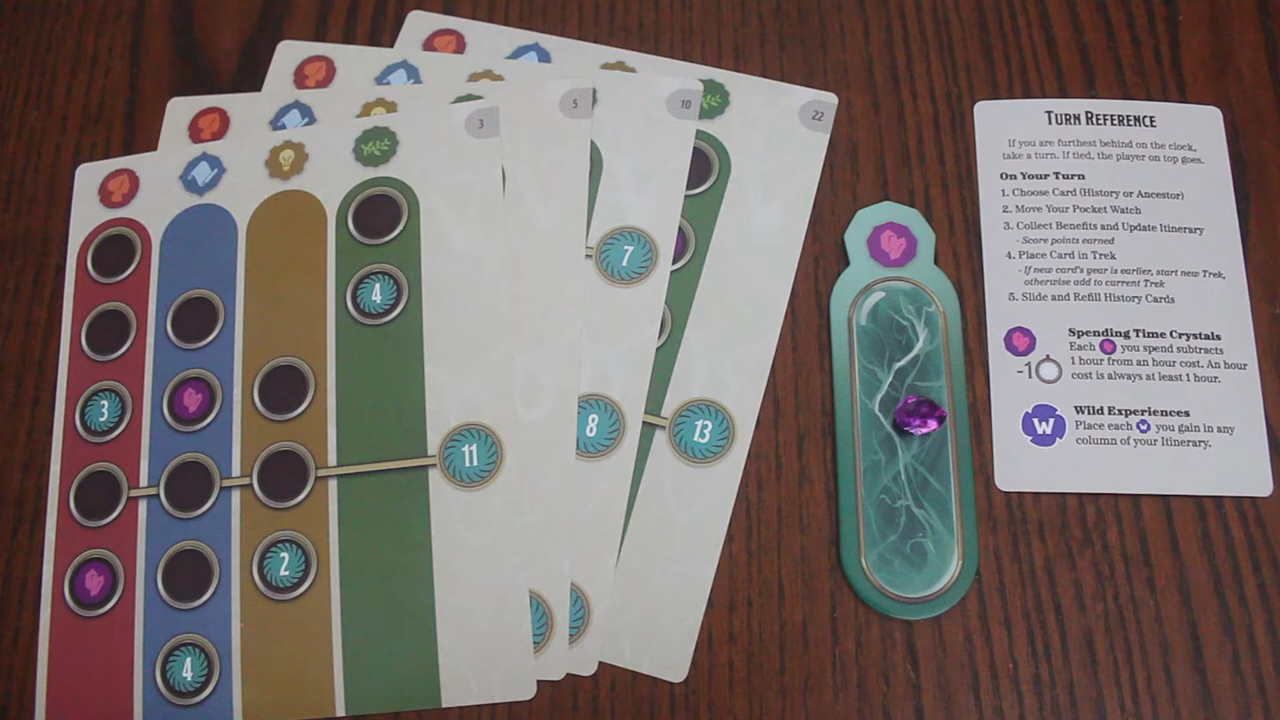 3
5
10
22
4
3
11
2
4
7
8
13
TURN REFERENCE
If you are furthest behind on the clock,
take a turn. If tied, the player on top goes.
On Your Turn
1. Choose Card (History or Ancestor)
2. Move Your Pocket Watch
3. Collect Benefits and Update Itinerary
- Score points earned
4. Place Card in Trek
- If new card's year is earlier, start new Trek,
otherwise add to current Trek
5. Slide and Refill History Cards
Spending Time Crystals
Each you spend subtracts
1 hour from an hour cost. An hour
cost is always at least 1 hour.
-1
Wild Experiences
W
Place each W you gain in any
column of your Itinerary.